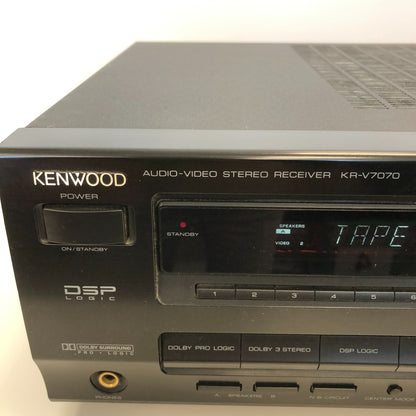 KENWOOD AUDIO-VIDEO STEREO RECEIVER KR-V7070
POWER
ON/STANDBY
STANDBY
SPEAKERS
A
VIDEO 2
TAPE
DSP
LOGIC
1 2 3 4 5 6
DOLBY SURROUND
PRO • LOGIC
DOLBY PRO LOGIC DOLBY 3 STEREO DSP LOGIC
PHONES
A SPEAKERS B N.B CIRCUIT CENTER MODE